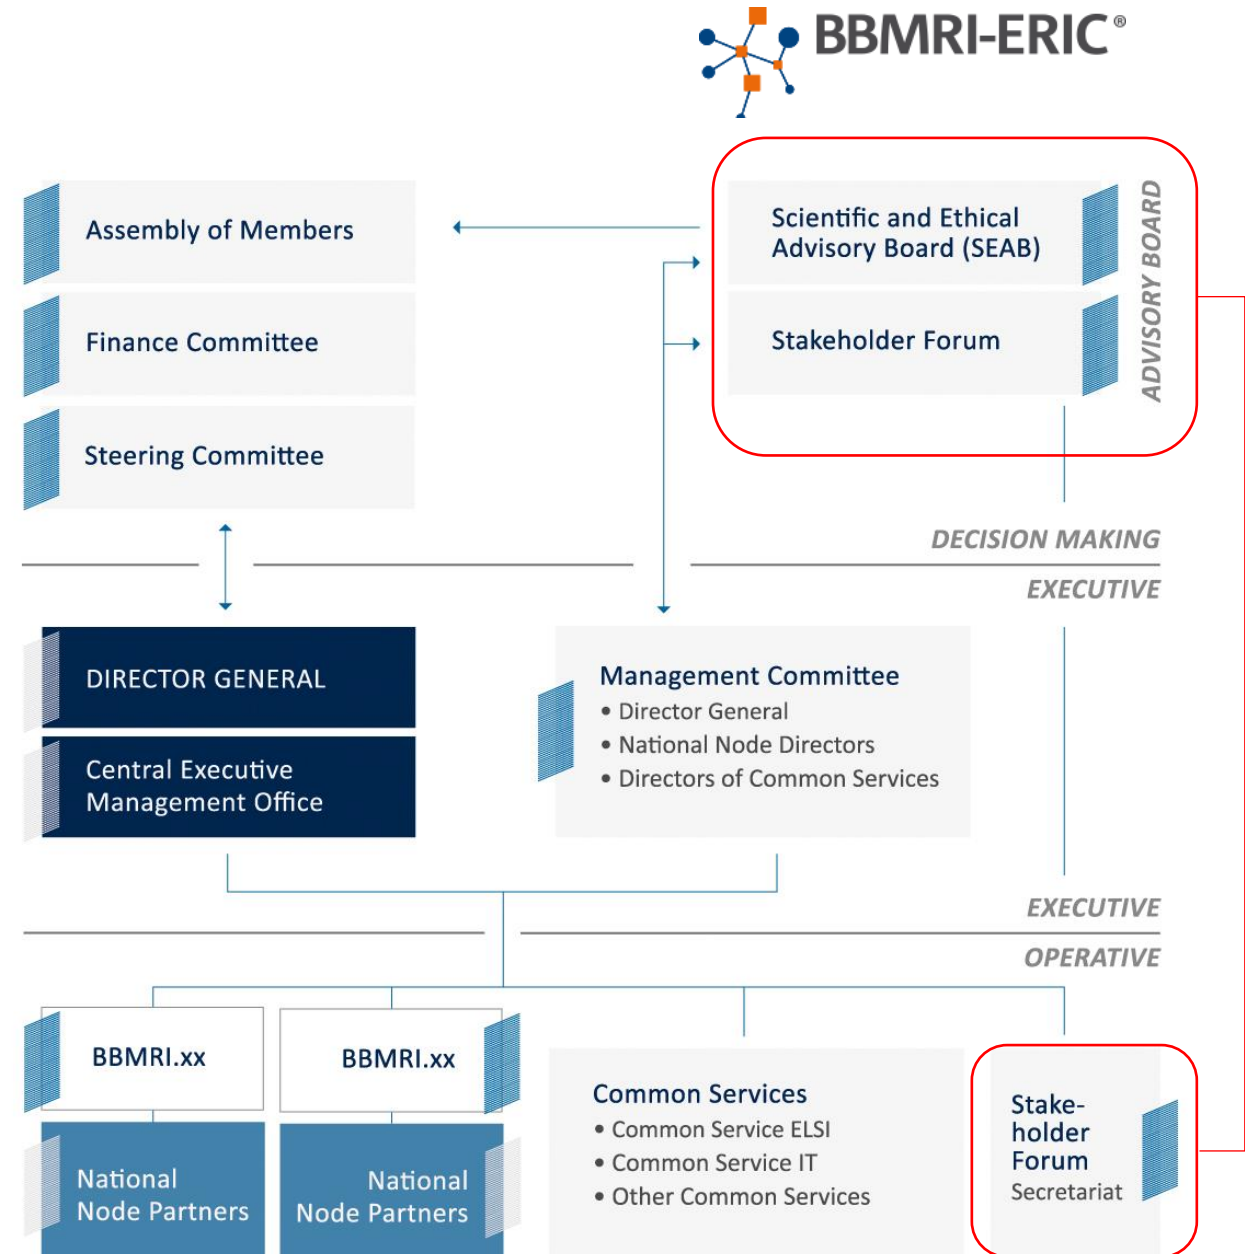 BBMRI-ERIC®
Assembly of Members
Finance Committee
Steering Committee
Scientific and Ethical
Advisory Board (SEAB)
Stakeholder Forum
ADVISORY BOARD
DECISION MAKING
EXECUTIVE
DIRECTOR GENERAL
Central Executive
Management Office
Management Committee
• Director General
• National Node Directors
• Directors of Common Services
EXECUTIVE
OPERATIVE
BBMRI.xx
National
Node Partners
BBMRI.xx
National
Node Partners
Common Services
• Common Service ELSI
• Common Service IT
• Other Common Services
Stake-
holder
Forum
Secretariat